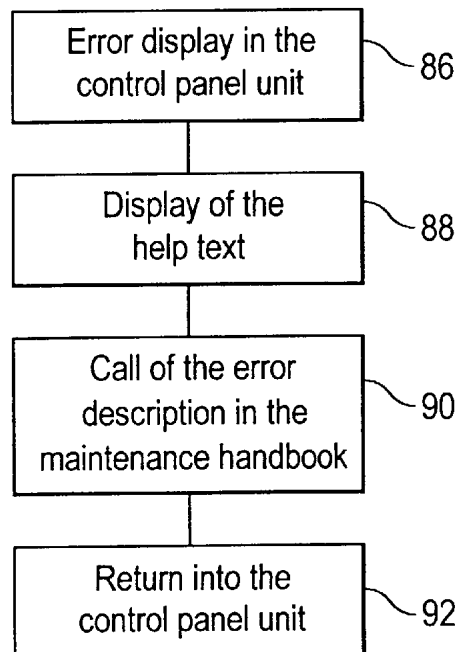 Error display in the
control panel unit
86
Display of the
help text
88
Call of the error
description in the
maintenance handbook
90
Return into the
control panel unit
92